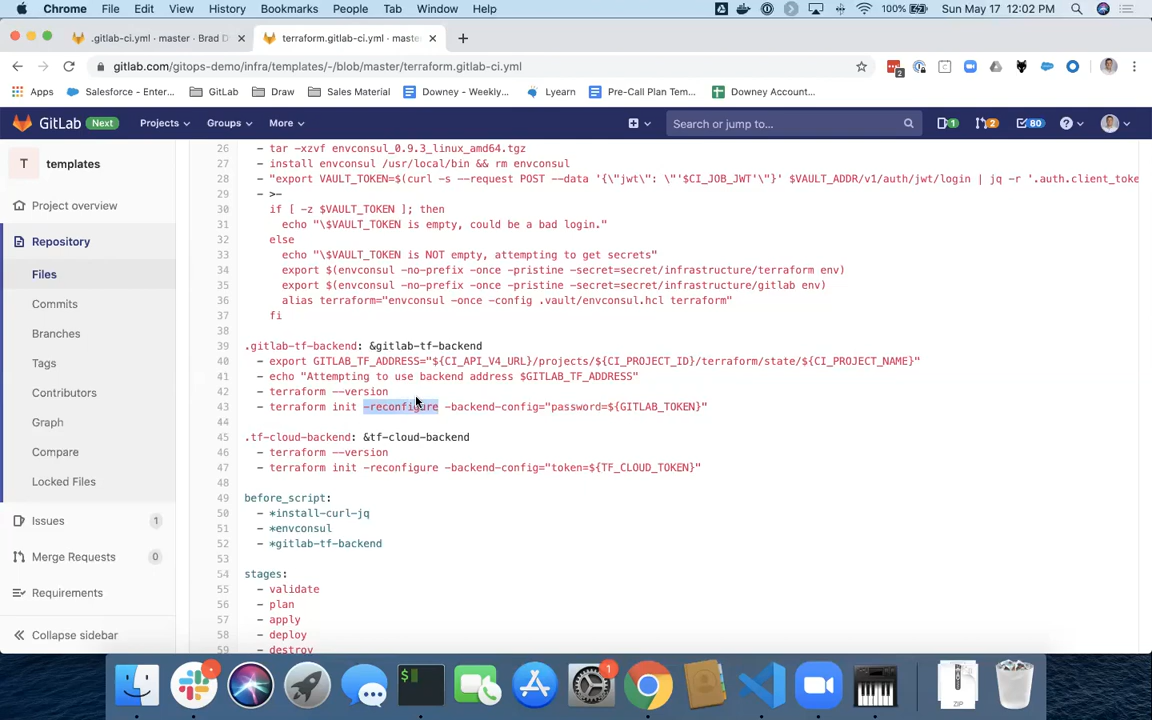 Chrome File Edit View History Bookmarks People Tab Window Help 100% Sun May 17 12:02 PM
.gitlab-ci.yml · master · Brad D
terraform.gitlab-ci.yml · maste
gitlab.com/gitops-demo/infra/templates/-/blob/master/terraform.gitlab-ci.yml
2
Apps Salesforce - Enter... GitLab Draw Sales Material Downey - Weekly... Lyearn Pre-Call Plan Tem... Downey Account...
GitLab Next Projects Groups More Search or jump to... 1 2 80
T templates
Project overview
Repository
Files
Commits
Branches
Tags
Contributors
Graph
Compare
Locked Files
Issues 1
Merge Requests 0
Requirements
Collapse sidebar
26 - tar -xzvf envconsul_0.9.3_linux_amd64.tgz
27 - install envconsul /usr/local/bin && rm envconsul
28 - "export VAULT_TOKEN=$(curl -s --request POST --data '{\"jwt\": \"'$CI_JOB_JWT'\"}' $VAULT_ADDR/v1/auth/jwt/login | jq -r '.auth.client_toke
29 - >-
30 if [ -z $VAULT_TOKEN ]; then
31 echo "\$VAULT_TOKEN is empty, could be a bad login."
32 else
33 echo "\$VAULT_TOKEN is NOT empty, attempting to get secrets"
34 export $(envconsul -no-prefix -once -pristine -secret=secret/infrastructure/terraform env)
35 export $(envconsul -no-prefix -once -pristine -secret=secret/infrastructure/gitlab env)
36 alias terraform="envconsul -once -config .vault/envconsul.hcl terraform"
37 fi
38
39 .gitlab-tf-backend: &gitlab-tf-backend
40 - export GITLAB_TF_ADDRESS="${CI_API_V4_URL}/projects/${CI_PROJECT_ID}/terraform/state/${CI_PROJECT_NAME}"
41 - echo "Attempting to use backend address $GITLAB_TF_ADDRESS"
42 - terraform --version
43 - terraform init -reconfigure -backend-config="password=${GITLAB_TOKEN}"
44
45 .tf-cloud-backend: &tf-cloud-backend
46 - terraform --version
47 - terraform init -reconfigure -backend-config="token=${TF_CLOUD_TOKEN}"
48
49 before_script:
50 - *install-curl-jq
51 - *envconsul
52 - *gitlab-tf-backend
53
54 stages:
55 - validate
56 - plan
57 - apply
58 - deploy
59 - destroy
1
ZIP